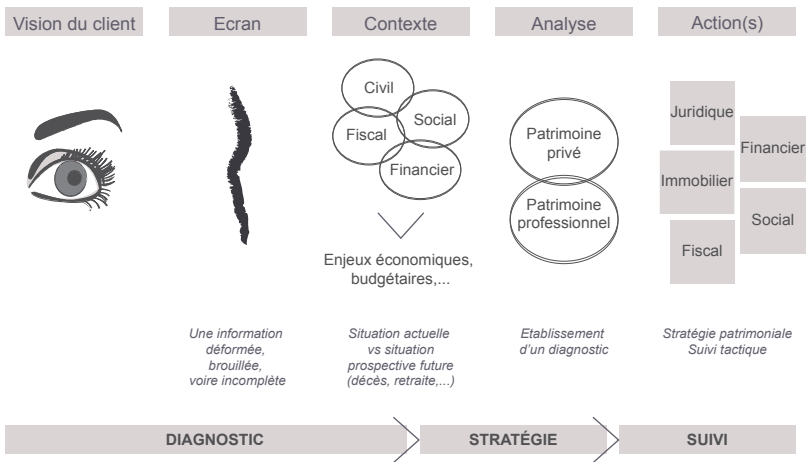 Vision du client
Ecran
Contexte
Analyse
Action(s)
Civil
Social
Fiscal
Financier
Enjeux économiques,
budgétaires,...
Patrimoine
privé
Patrimoine
professionnel
Juridique
Financier
Immobilier
Social
Fiscal
Une information
déformée,
brouillée,
voire incomplète
Situation actuelle
vs situation
prospective future
(décès, retraite,...)
Etablissement
d'un diagnostic
Stratégie patrimoniale
Suivi tactique
DIAGNOSTIC
STRATÉGIE
SUIVI